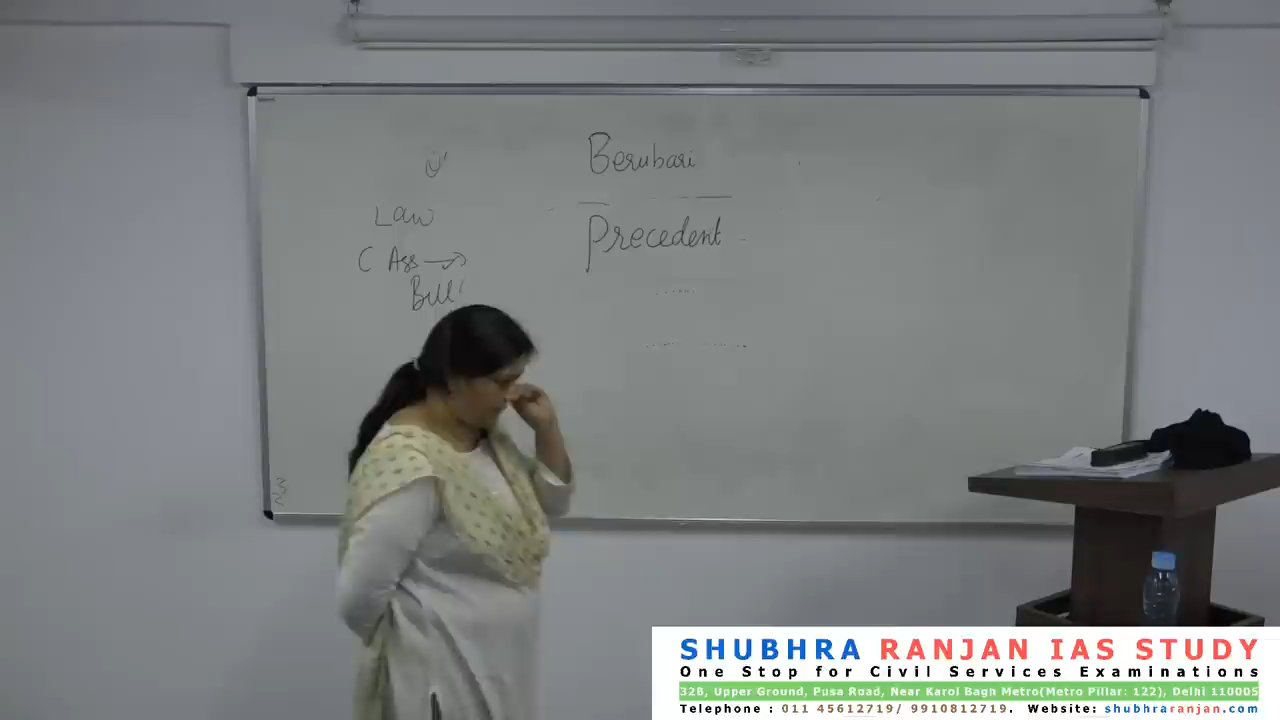 Berubari
Law
Precedent
C Ass →
Bill
SHUBHRA RANJAN IAS STUDY
One Stop for Civil Services Examinations
32B, Upper Ground, Pusa Road, Near Karol Bagh Metro(Metro Pillar: 122), Delhi 110005
Telephone : 011 45612719/ 9910812719. Website: shubhraranjan.com